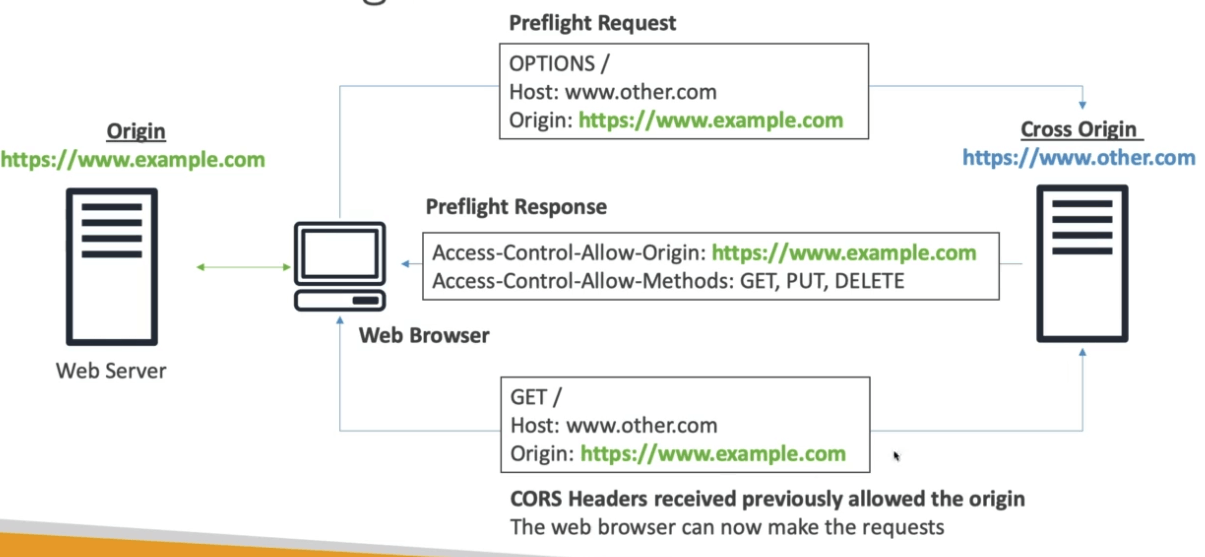 Preflight Request
OPTIONS /
Host: www.other.com
Origin: https://www.example.com
Origin
https://www.example.com
Cross Origin
https://www.other.com
Preflight Response
Access-Control-Allow-Origin: https://www.example.com
Access-Control-Allow-Methods: GET, PUT, DELETE
Web Browser
Web Server
GET /
Host: www.other.com
Origin: https://www.example.com
CORS Headers received previously allowed the origin
The web browser can now make the requests